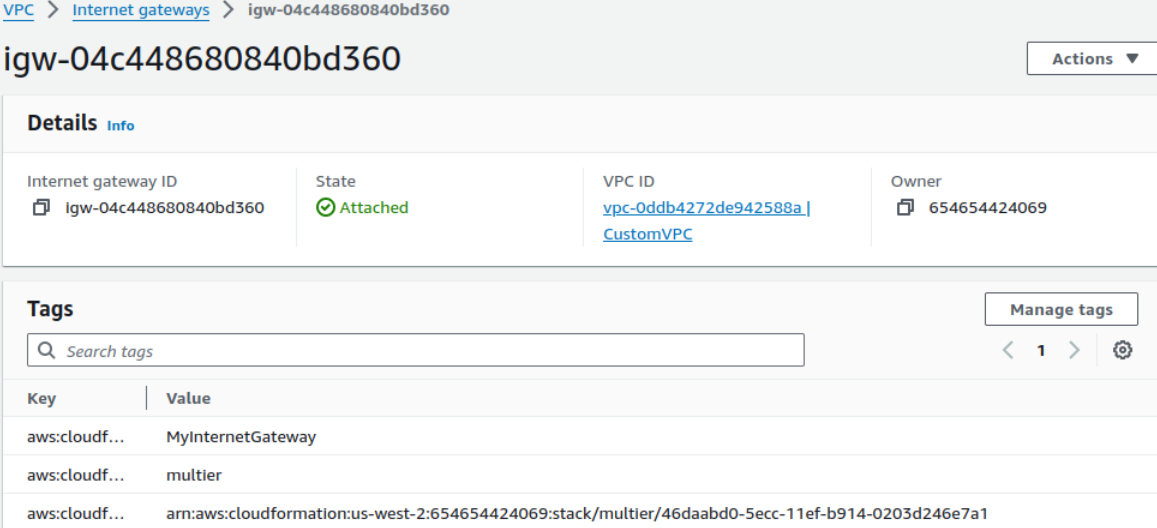 VPC > Internet gateways > igw-04c448680840bd360
igw-04c448680840bd360
Actions ▼
Details Info
Internet gateway ID
igw-04c448680840bd360
State
Attached
VPC ID
vpc-0ddb4272de942588a |
CustomVPC
Owner
654654424069
Tags
Manage tags
Search tags
< 1 >
Key Value
aws:cloudf... MyInternetGateway
aws:cloudf... multier
aws:cloudf... arn:aws:cloudformation:us-west-2:654654424069:stack/multier/46daabd0-5ecc-11ef-b914-0203d246e7a1